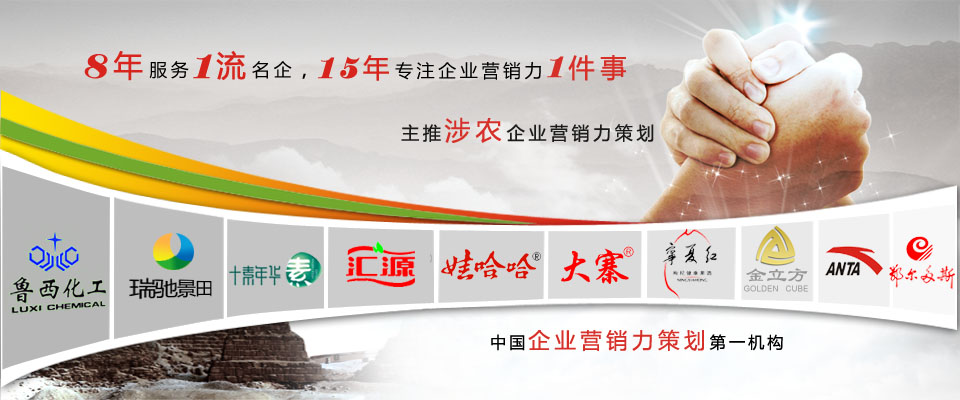 8年服务1流名企，15年专注企业营销力1件事
主推涉农企业营销力策划
鲁西化工
LUXI CHEMICAL
瑞驰景田
十素年华
素
汇源
娃哈哈®
大寨®
宁夏红
NINGXIAHONG
金立方
GOLDEN CUBE
ANTA
鄂尔多斯
中国企业营销力策划第一机构